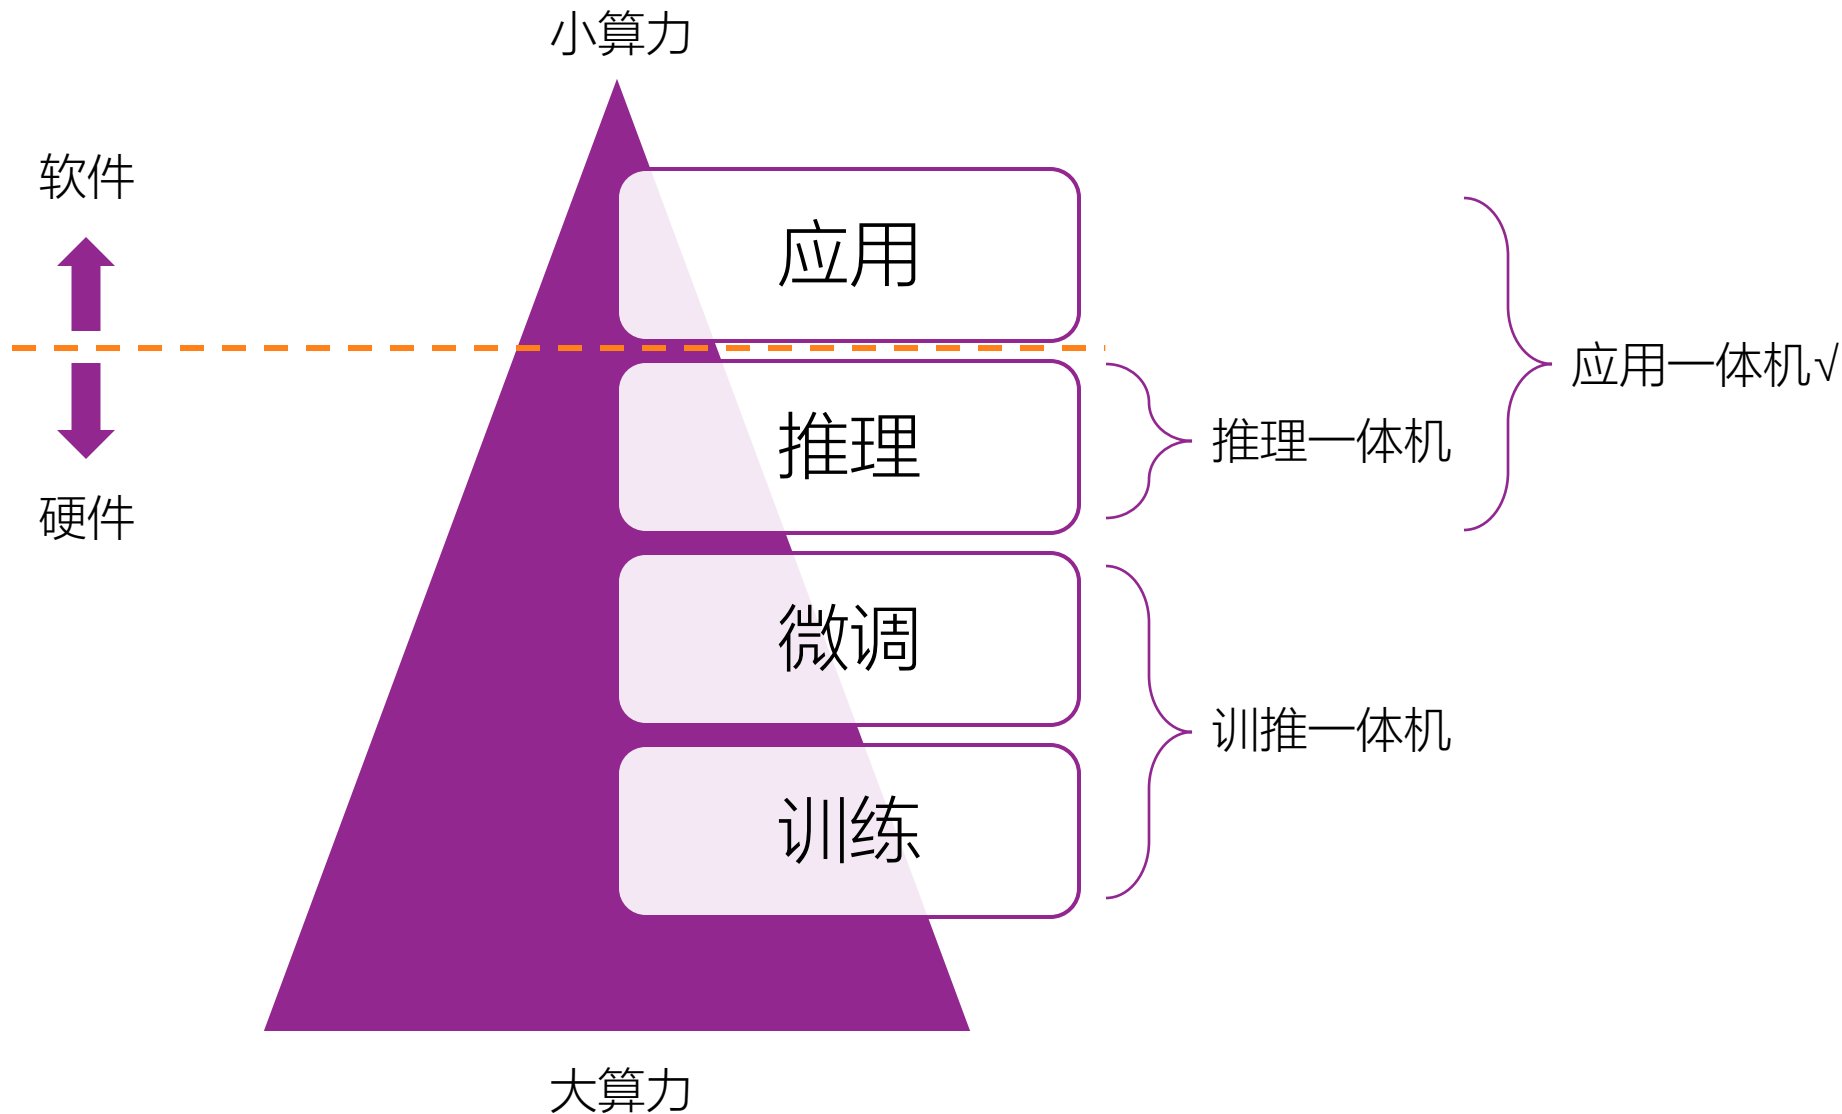 小算力
软件
应用
应用一体机√
推理
推理一体机
硬件
微调
训推一体机
训练
大算力